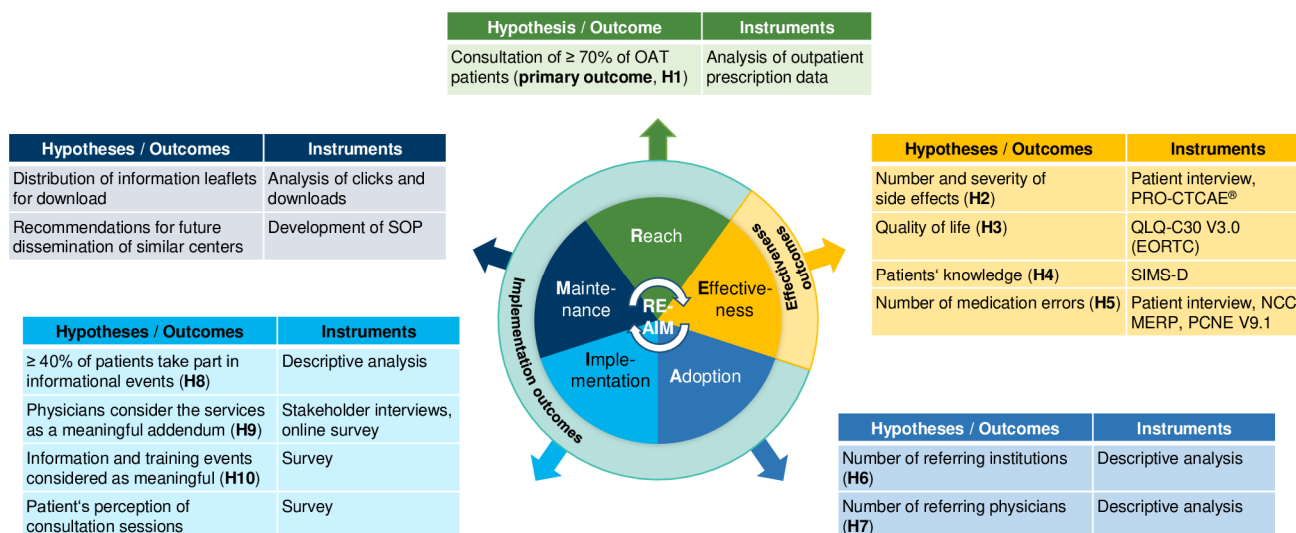 Hypothesis / Outcome Instruments
Consultation of ≥ 70% of OAT Analysis of outpatient
patients (primary outcome, H1) prescription data
Hypotheses / Outcomes Instruments
Distribution of information leaflets Analysis of clicks and
for download downloads
Recommendations for future Development of SOP
dissemination of similar centers
Hypotheses / Outcomes Instruments
Number and severity of Patient interview,
side effects (H2) PRO-CTCAE®
Quality of life (H3) QLQ-C30 V3.0
(EORTC)
Patients‘ knowledge (H4) SIMS-D
Number of medication errors (H5) Patient interview, NCC
MERP, PCNE V9.1
Reach
Effective-
ness
Adoption
Imple-
mentation
Mainte-
nance
RE-
AIM
Effectiveness
outcomes
Implementation outcomes
Hypotheses / Outcomes Instruments
≥ 40% of patients take part in Descriptive analysis
informational events (H8)
Physicians consider the services Stakeholder interviews,
as a meaningful addendum (H9) online survey
Information and training events Survey
considered as meaningful (H10)
Patient‘s perception of Survey
consultation sessions
Hypotheses / Outcomes Instruments
Number of referring institutions Descriptive analysis
(H6)
Number of referring physicians Descriptive analysis
(H7)